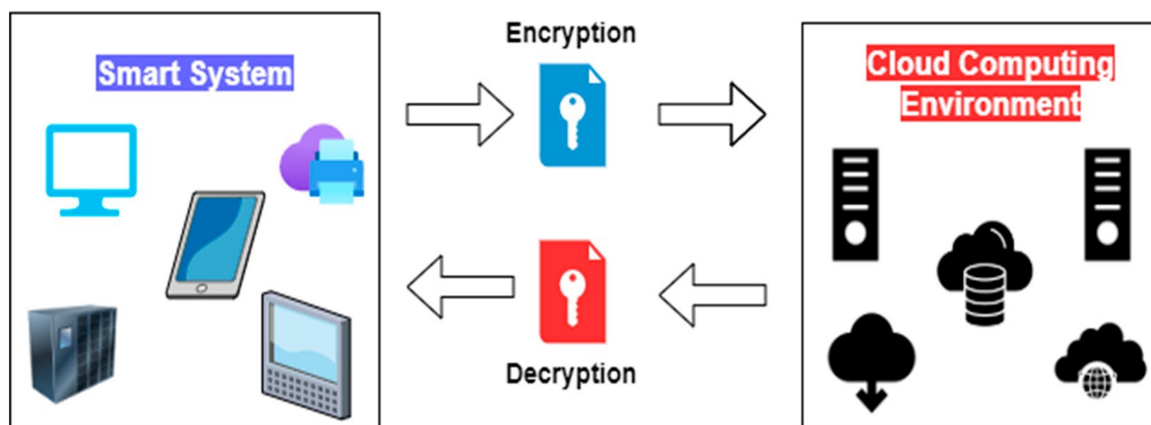 Smart System
Encryption
Decryption
Cloud Computing
Environment